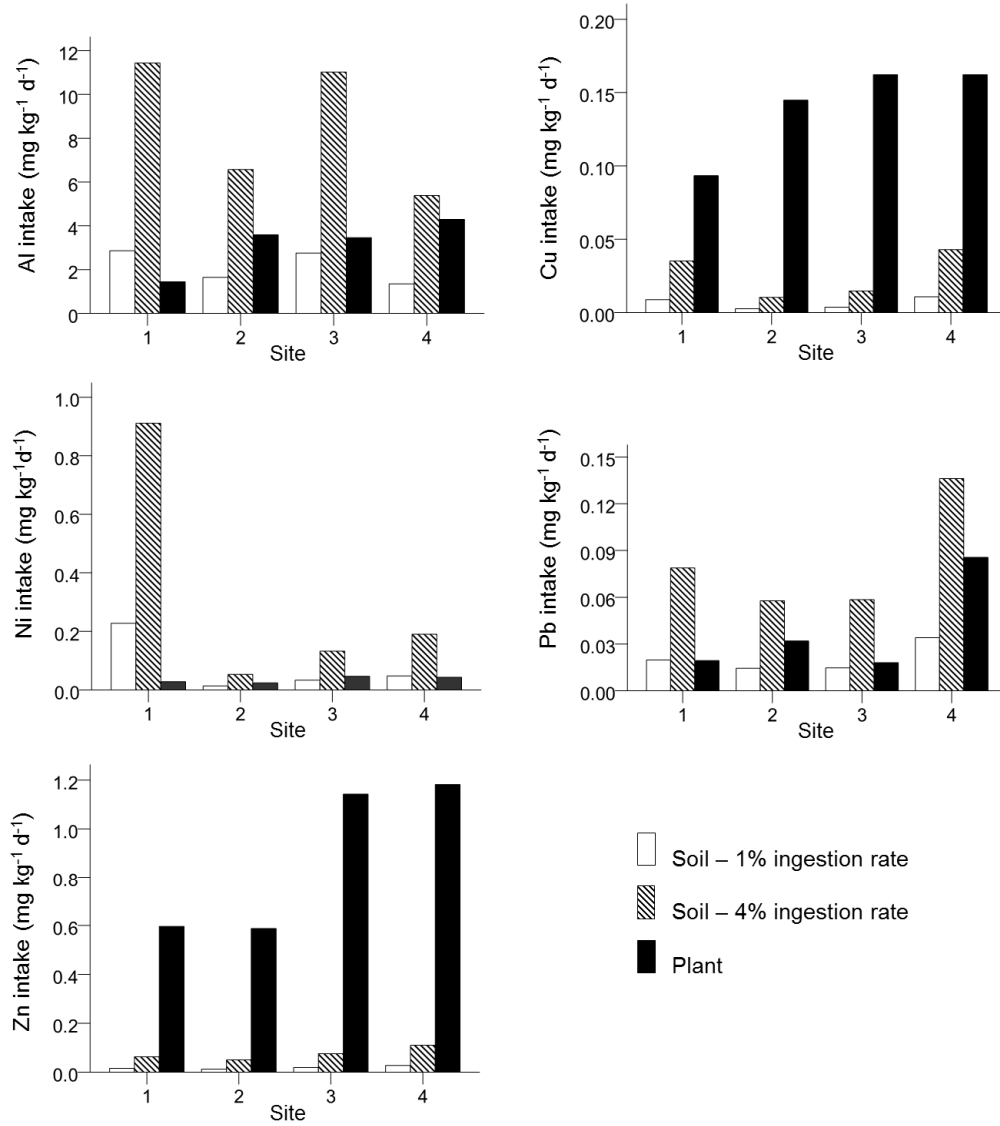 Al intake (mg kg⁻¹ d⁻¹)
12
10
8
6
4
2
0
1 2 3 4
Site
Cu intake (mg kg⁻¹ d⁻¹)
0.20
0.15
0.10
0.05
0.00
1 2 3 4
Site
Ni intake (mg kg⁻¹d⁻¹)
1.0
0.8
0.6
0.4
0.2
0.0
1 2 3 4
Site
Pb intake (mg kg⁻¹ d⁻¹)
0.15
0.09
0.06
0.03
0.00
1 2 3 4
Site
Zn intake (mg kg⁻¹ d⁻¹)
1.2
1.0
0.8
0.6
0.4
0.2
0.0
1 2 3 4
Site
Soil – 1% ingestion rate
Soil – 4% ingestion rate
Plant